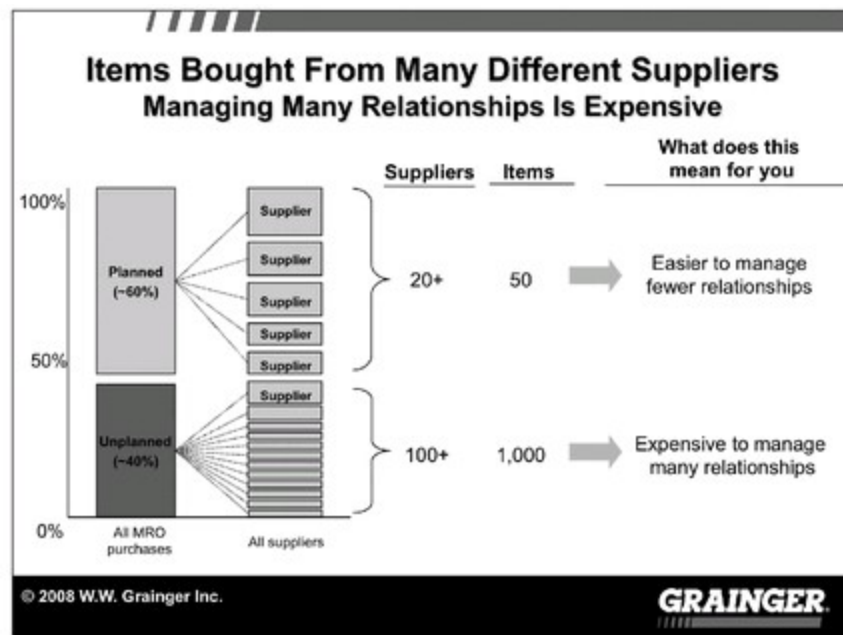 Items Bought From Many Different Suppliers
Managing Many Relationships Is Expensive
Suppliers
Items
What does this
mean for you
100%
50%
0%
Planned
(~60%)
Unplanned
(~40%)
Supplier
Supplier
Supplier
Supplier
Supplier
Supplier
20+
50
Easier to manage
fewer relationships
100+
1,000
Expensive to manage
many relationships
All MRO
purchases
All suppliers
© 2008 W.W. Grainger Inc.
GRAINGER.